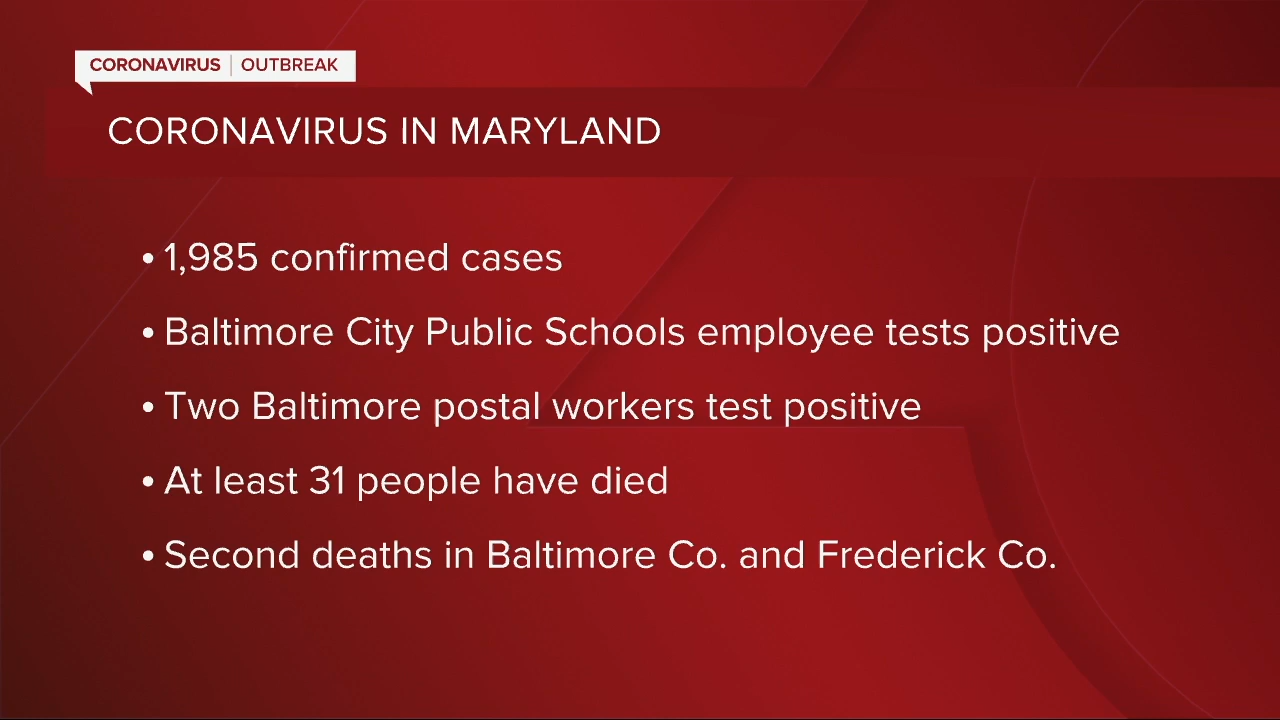 CORONAVIRUS | OUTBREAK
CORONAVIRUS IN MARYLAND
• 1,985 confirmed cases
• Baltimore City Public Schools employee tests positive
• Two Baltimore postal workers test positive
• At least 31 people have died
• Second deaths in Baltimore Co. and Frederick Co.